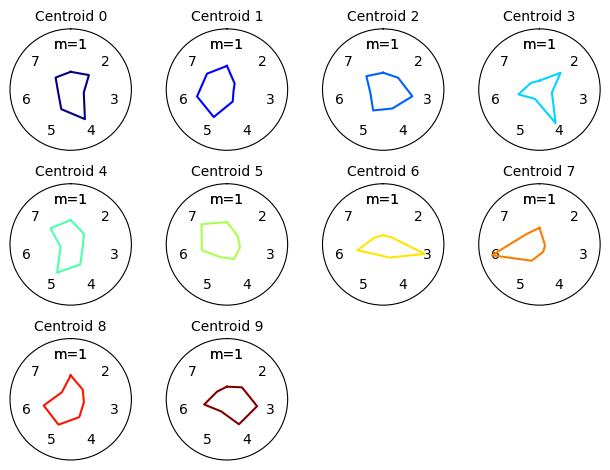 Centroid 0 Centroid 1 Centroid 2 Centroid 3
m=1 m=1 m=1 m=1
7 2 7 2 7 2 7 2
6 3 6 3 6 3 6 3
5 4 5 4 5 4 5 4
Centroid 4 Centroid 5 Centroid 6 Centroid 7
m=1 m=1 m=1 m=1
7 2 7 2 7 2 7 2
6 3 6 3 6 3 6 3
5 4 5 4 5 4 5 4
Centroid 8 Centroid 9
m=1 m=1
7 2 7 2
6 3 6 3
5 4 5 4